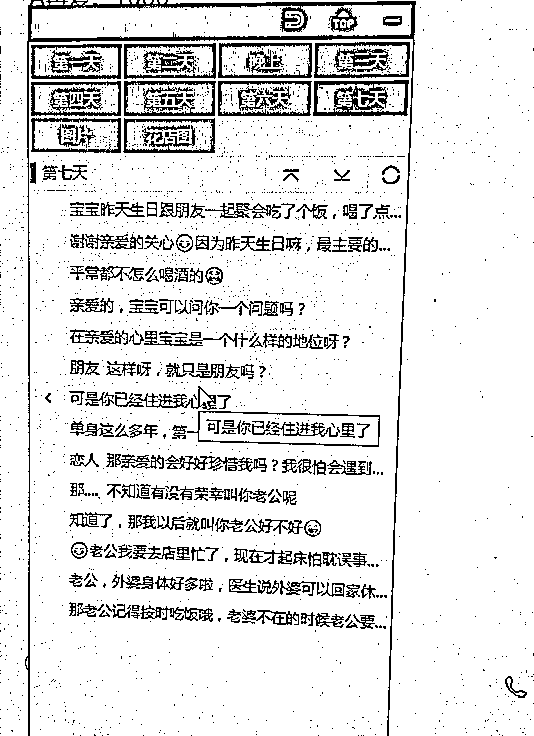 TOP
第一天 第二天 晚上 第三天
第四天 第五天 第六天 第七天
图片 花店图
第七天
宝宝昨天生日跟朋友一起聚会吃了个饭，喝了点...
谢谢亲爱的关心因为昨天生日嘛，最主要的...
平常都不怎么喝酒的
亲爱的，宝宝可以问你一个问题吗？
在亲爱的心里宝宝是一个什么样的地位呀？
朋友 这样呀，就只是朋友吗？
可是你已经住进我心里了
单身这么多年，第一
可是你已经住进我心里了
恋人 那亲爱的会好好珍惜我吗？我很怕会遇到...
那.... 不知道有没有荣幸叫你老公呢
知道了，那我以后就叫你老公好不好
老公我要去店里忙了，现在才起床怕耽误事...
老公，外婆身体好多啦，医生说外婆可以回家休...
那老公记得按时吃饭哦，老婆不在的时候老公要...